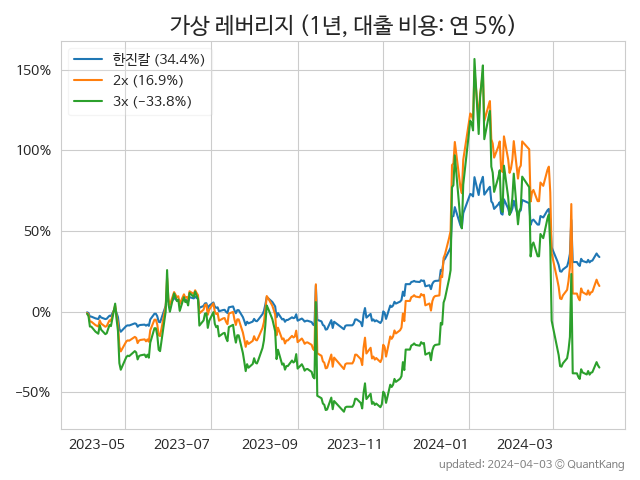 가상 레버리지 (1년, 대출 비용: 연 5%)
한진칼 (34.4%)
2x (16.9%)
3x (−33.8%)
150%
100%
50%
0%
−50%
2023-05 2023-07 2023-09 2023-11 2024-01 2024-03
updated: 2024-04-03 © QuantKang